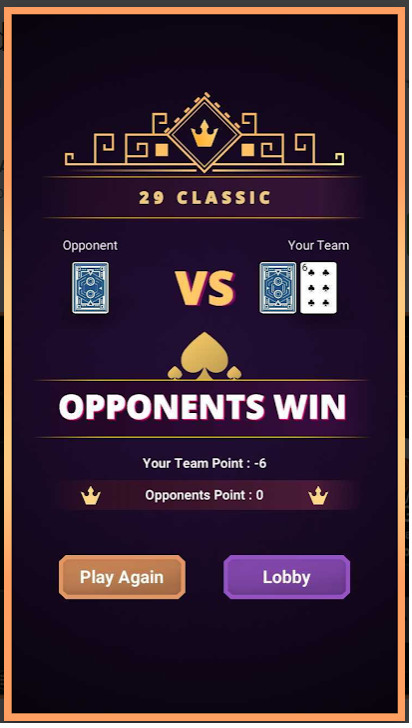 29 CLASSIC
Opponent
Your Team
VS
6
OPPONENTS WIN
Your Team Point : -6
Opponents Point : 0
Play Again
Lobby